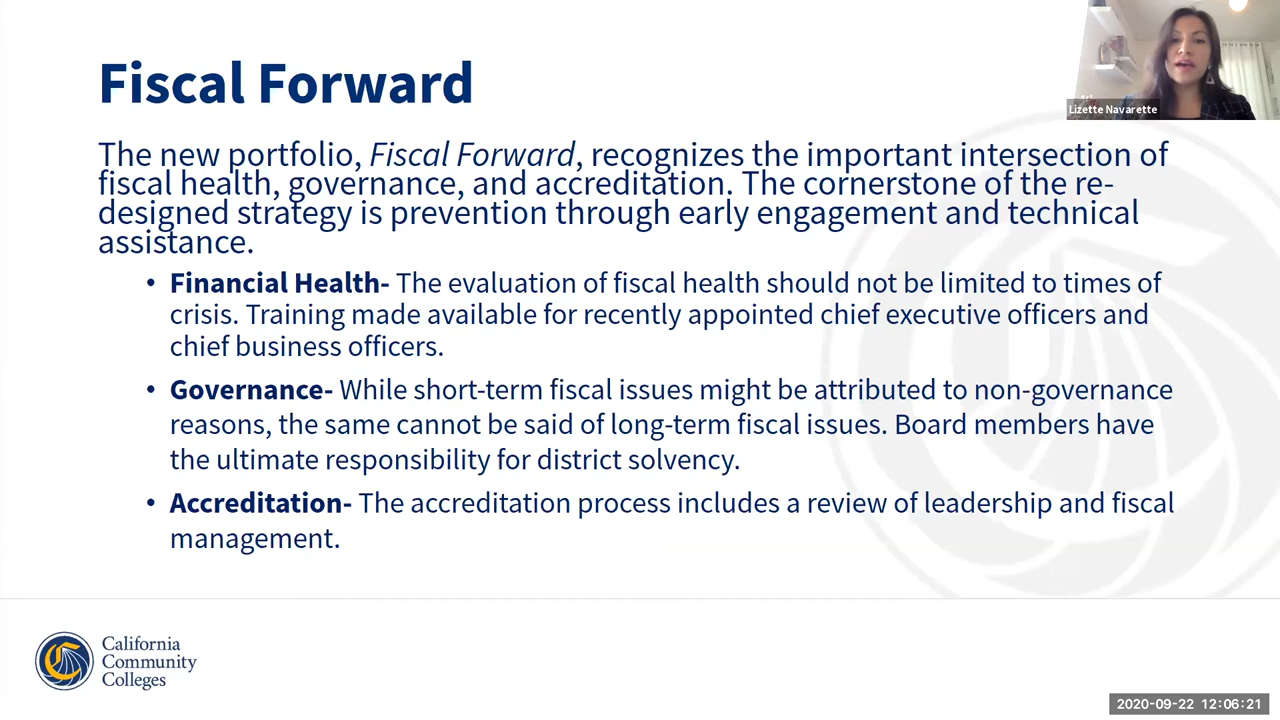 Fiscal Forward
Lizette Navarette
The new portfolio, Fiscal Forward, recognizes the important intersection of
fiscal health, governance, and accreditation. The cornerstone of the re-
designed strategy is prevention through early engagement and technical
assistance.
• Financial Health- The evaluation of fiscal health should not be limited to times of
crisis. Training made available for recently appointed chief executive officers and
chief business officers.
• Governance- While short-term fiscal issues might be attributed to non-governance
reasons, the same cannot be said of long-term fiscal issues. Board members have
the ultimate responsibility for district solvency.
• Accreditation- The accreditation process includes a review of leadership and fiscal
management.
California
Community
Colleges
2020-09-22 12:06:21